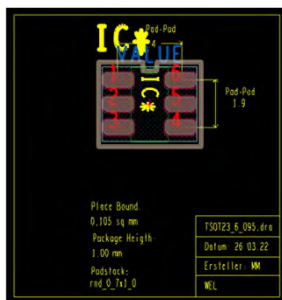 IC*
Pad-Pad
VALUE
1
6
2
IC*
5
3
4
Pad-Pad
1.9
Place Bound:
0,105 sq mm
Package Heigth
1.00 mm
Padstack:
rnd_0_7x1_0
TSOT23_6_095.dra
Datum 26 03.22
Ersteller: MM
WEL